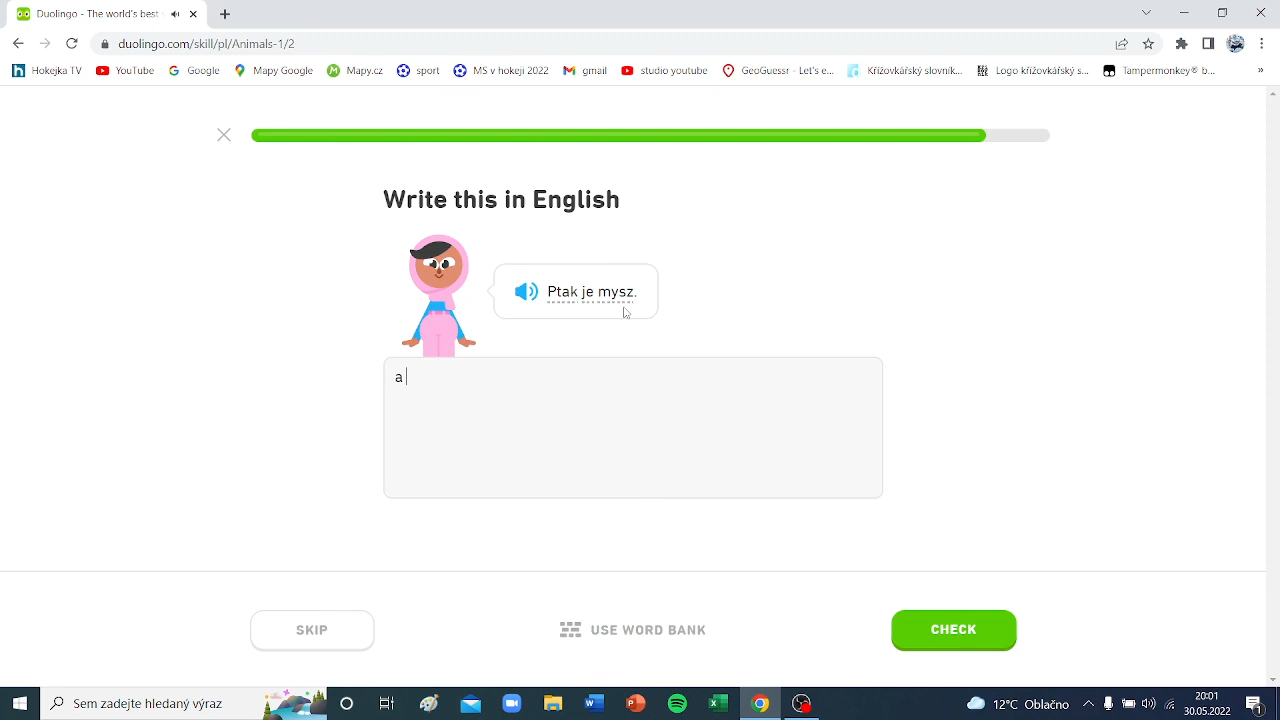 Duolingo - The world's best
duolingo.com/skill/pl/Animals-1/2
Hokejka TV YouTube Google Mapy Google Mapy.cz sport MS v hokeji 2022 gmail studio youtube GeoGuessr - Let's e... Křížovkářský slovník... Logo křížovkářský s... Tampermonkey® b... »
Write this in English
Ptak je mysz.
a
SKIP
USE WORD BANK
CHECK
Sem zadejte hledaný výraz
12°C Oblačno
20:01
30.05.2022